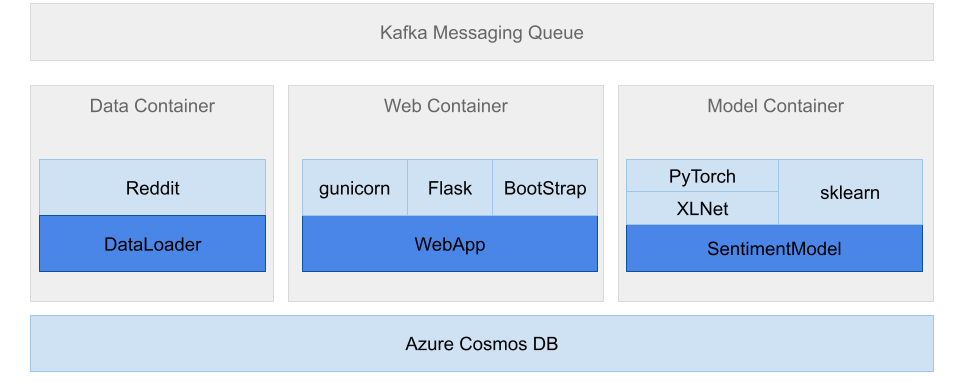 Kafka Messaging Queue
Data Container
Web Container
Model Container
Reddit
gunicorn
Flask
BootStrap
PyTorch
XLNet
sklearn
DataLoader
WebApp
SentimentModel
Azure Cosmos DB